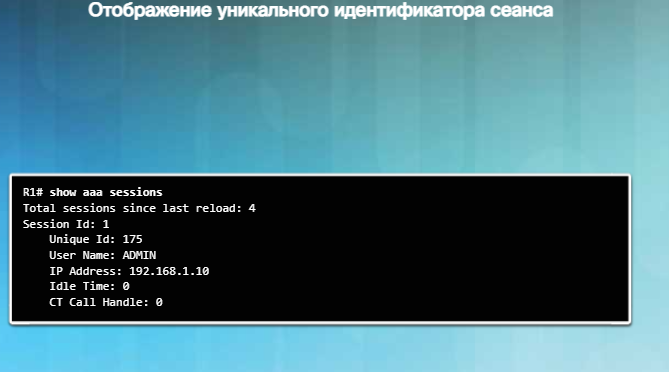 Отображение уникального идентификатора сеанса
R1# show aaa sessions
Total sessions since last reload: 4
Session Id: 1
Unique Id: 175
User Name: ADMIN
IP Address: 192.168.1.10
Idle Time: 0
CT Call Handle: 0